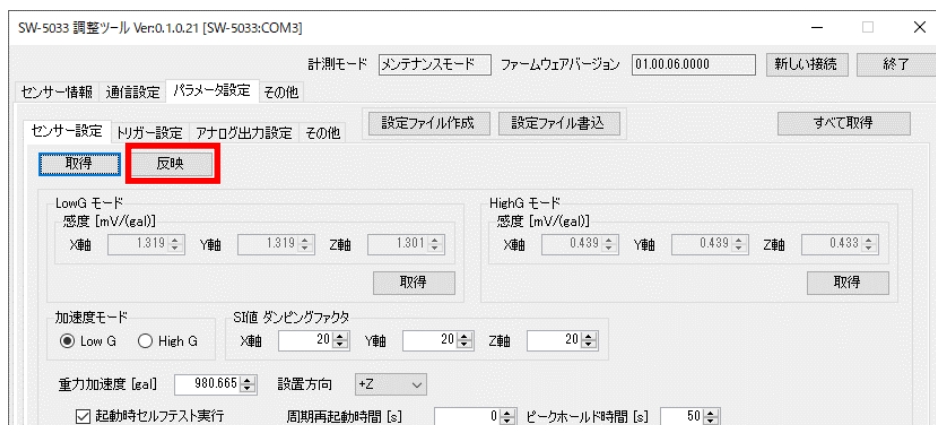 SW-5033 調整ツール Ver:0.1.0.21 [SW-5033:COM3]
計測モード メンテナンスモード ファームウェアバージョン 01.00.06.0000 新しい接続 終了
センサー情報 通信設定 パラメータ設定 その他
センサー設定 トリガー設定 アナログ出力設定 その他 設定ファイル作成 設定ファイル書込 すべて取得
取得 反映
LowG モード HighG モード
感度 [mV/(gal)] 感度 [mV/(gal)]
X軸 1.319 Y軸 1.319 Z軸 1.301 X軸 0.439 Y軸 0.439 Z軸 0.433
取得 取得
加速度モード SI値 ダンピングファクタ
Low G High G X軸 20 Y軸 20 Z軸 20
重力加速度 [gal] 980.665 設置方向 +Z
起動時セルフテスト実行 周期再起動時間 [s] 0 ピークホールド時間 [s] 50